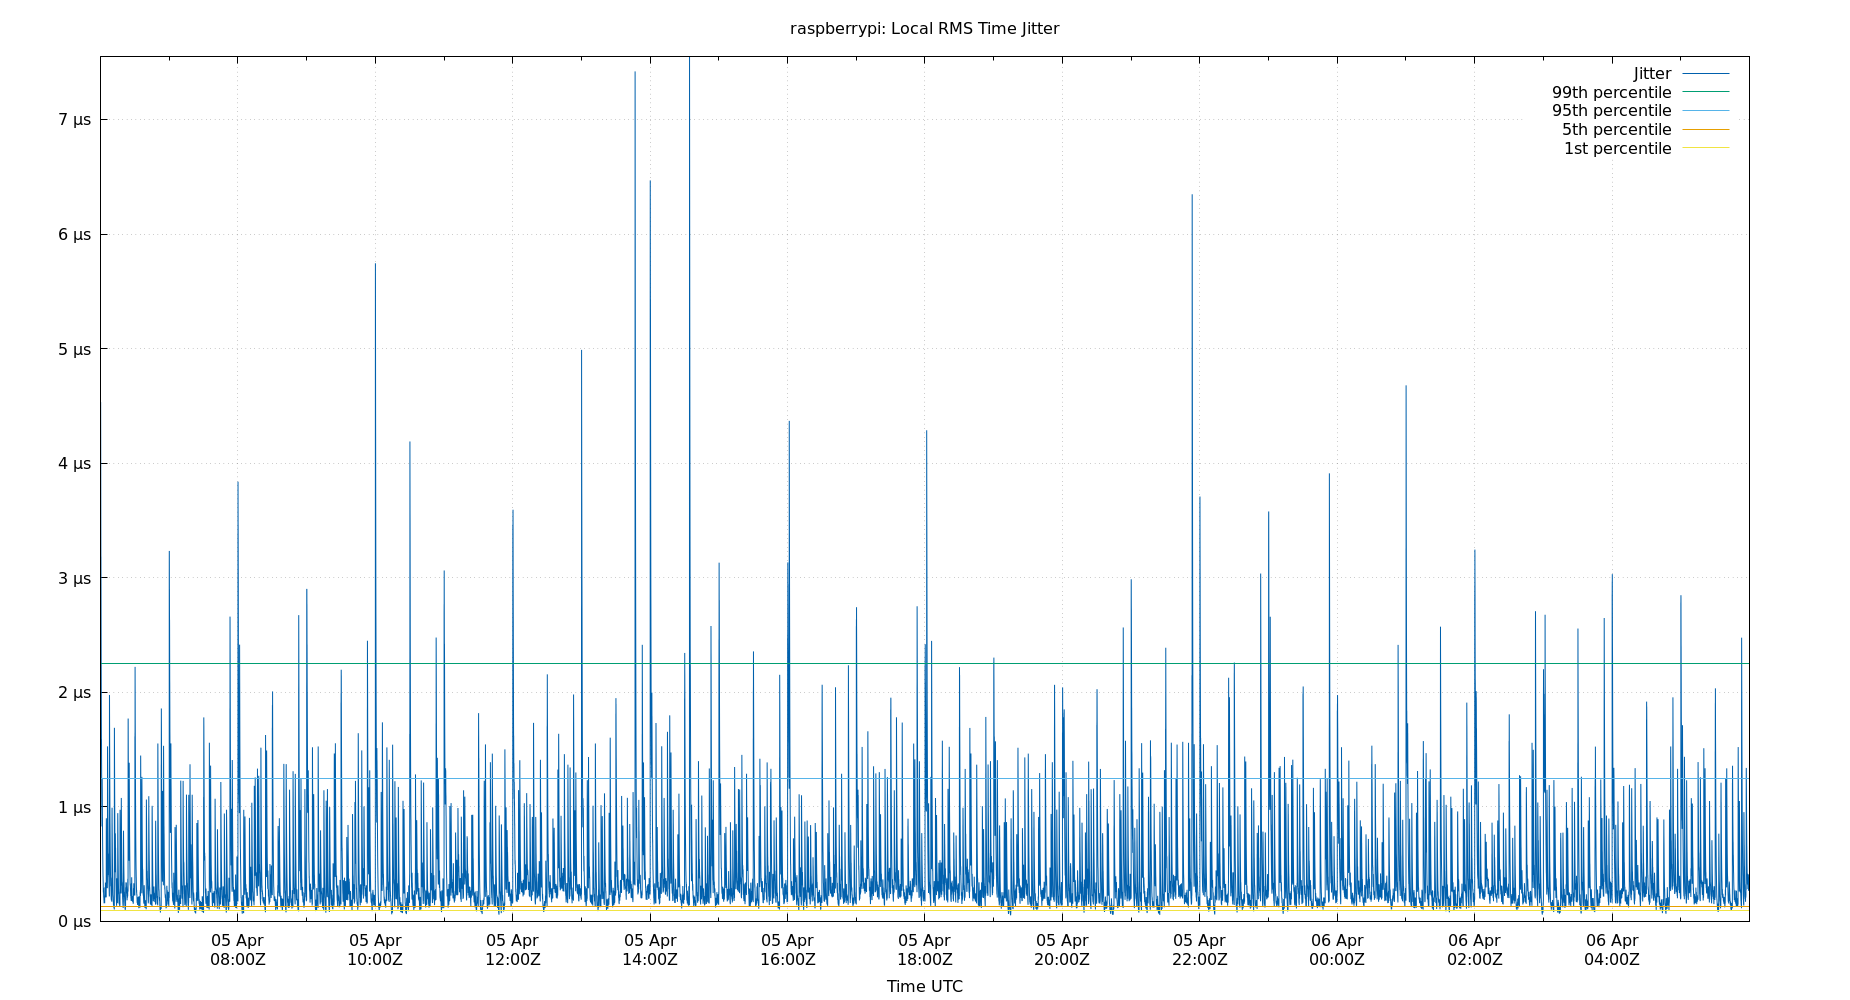 raspberrypi: Local RMS Time Jitter
Jitter
99th percentile
95th percentile
5th percentile
1st percentile
7 µs
6 µs
5 µs
4 µs
3 µs
2 µs
1 µs
0 µs
05 Apr 05 Apr 05 Apr 05 Apr 05 Apr 05 Apr 05 Apr 05 Apr 06 Apr 06 Apr 06 Apr
08:00Z 10:00Z 12:00Z 14:00Z 16:00Z 18:00Z 20:00Z 22:00Z 00:00Z 02:00Z 04:00Z
Time UTC